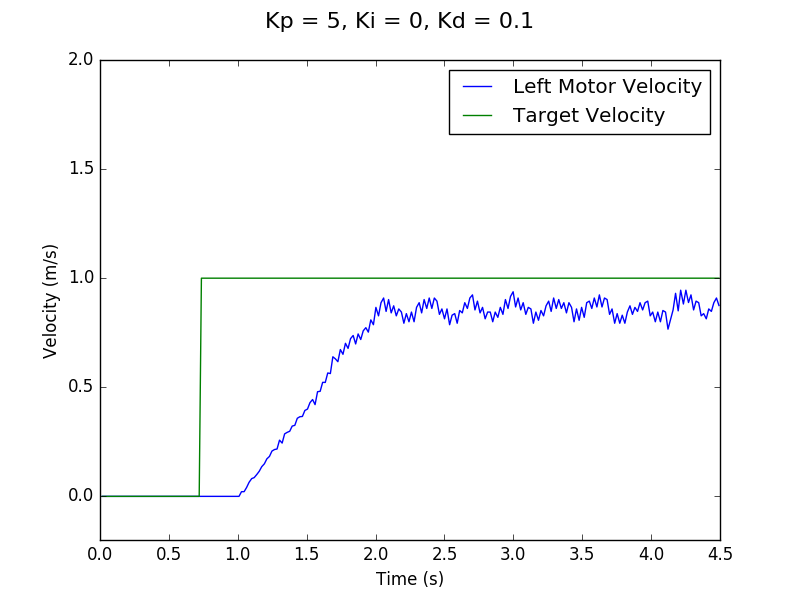 Kp = 5, Ki = 0, Kd = 0.1
Left Motor Velocity
Target Velocity
2.0
1.5
1.0
0.5
0.0
Velocity (m/s)
0.0 0.5 1.0 1.5 2.0 2.5 3.0 3.5 4.0 4.5
Time (s)